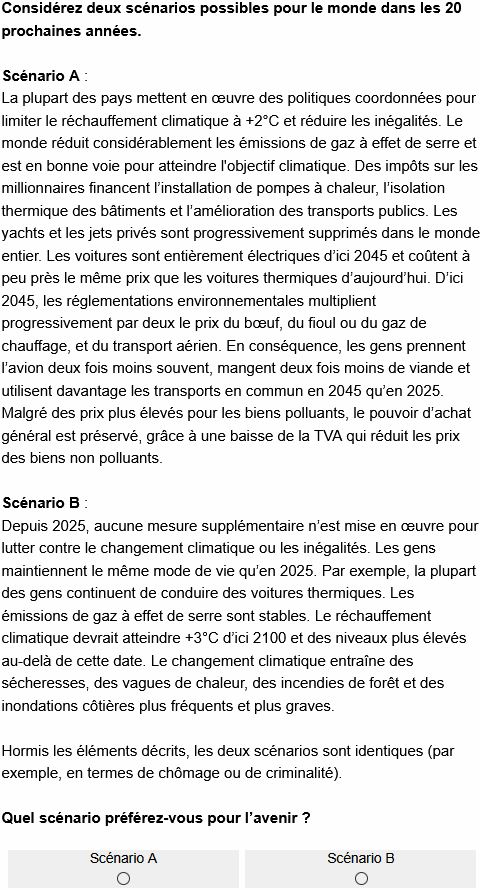 Considérez deux scénarios possibles pour le monde dans les 20
prochaines années.
Scénario A :
La plupart des pays mettent en œuvre des politiques coordonnées pour
limiter le réchauffement climatique à +2°C et réduire les inégalités. Le
monde réduit considérablement les émissions de gaz à effet de serre et
est en bonne voie pour atteindre l'objectif climatique. Des impôts sur les
millionnaires financent l’installation de pompes à chaleur, l’isolation
thermique des bâtiments et l’amélioration des transports publics. Les
yachts et les jets privés sont progressivement supprimés dans le monde
entier. Les voitures sont entièrement électriques d’ici 2045 et coûtent à
peu près le même prix que les voitures thermiques d’aujourd’hui. D’ici
2045, les réglementations environnementales multiplient
progressivement par deux le prix du bœuf, du fioul ou du gaz de
chauffage, et du transport aérien. En conséquence, les gens prennent
l’avion deux fois moins souvent, mangent deux fois moins de viande et
utilisent davantage les transports en commun en 2045 qu’en 2025.
Malgré des prix plus élevés pour les biens polluants, le pouvoir d’achat
général est préservé, grâce à une baisse de la TVA qui réduit les prix
des biens non polluants.
Scénario B :
Depuis 2025, aucune mesure supplémentaire n’est mise en œuvre pour
lutter contre le changement climatique ou les inégalités. Les gens
maintiennent le même mode de vie qu’en 2025. Par exemple, la plupart
des gens continuent de conduire des voitures thermiques. Les
émissions de gaz à effet de serre sont stables. Le réchauffement
climatique devrait atteindre +3°C d’ici 2100 et des niveaux plus élevés
au-delà de cette date. Le changement climatique entraîne des
sécheresses, des vagues de chaleur, des incendies de forêt et des
inondations côtières plus fréquents et plus graves.
Hormis les éléments décrits, les deux scénarios sont identiques (par
exemple, en termes de chômage ou de criminalité).
Quel scénario préférez-vous pour l’avenir ?
Scénario A
Scénario B